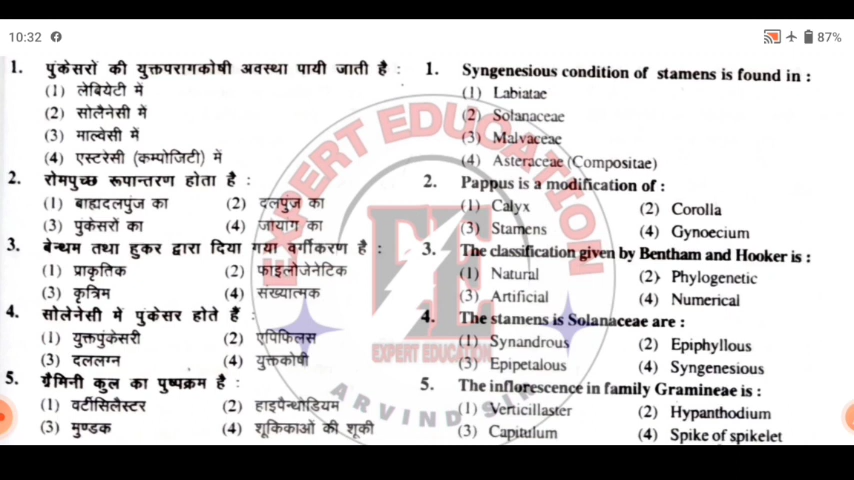 10:32
87%
1. पुंकेसरों की युक्तपरागकोषी अवस्था पायी जाती है :
(1) लेबियेटी में
(2) सोलैनेसी में
(3) माल्वेसी में
(4) एस्टरेसी (कम्पोजिटी) में
2. रोमपुच्छ रूपान्तरण होता है :
(1) बाह्यदलपुंज का (2) दलपुंज का
(3) पुंकेसरों का (4) जायांग का
3. बेन्थम तथा हुकर द्वारा दिया गया वर्गीकरण है :
(1) प्राकृतिक (2) फाइलोजेनेटिक
(3) कृत्रिम (4) संख्यात्मक
4. सोलेनेसी में पुंकेसर होते हैं :
(1) युक्तपुंकेसरी (2) एपिफिलस
(3) दललग्न (4) युक्तकोषी
5. ग्रैमिनी कुल का पुष्पक्रम है :
(1) वर्टीसिलैस्टर (2) हाइपैन्थोडियम
(3) मुण्डक (4) शूकिकाओं की शूकी
1. Syngenesious condition of stamens is found in :
(1) Labiatae
(2) Solanaceae
(3) Malvaceae
(4) Asteraceae (Compositae)
2. Pappus is a modification of :
(1) Calyx (2) Corolla
(3) Stamens (4) Gynoecium
3. The classification given by Bentham and Hooker is :
(1) Natural (2) Phylogenetic
(3) Artificial (4) Numerical
4. The stamens is Solanaceae are :
(1) Synandrous (2) Epiphyllous
(3) Epipetalous (4) Syngenesious
5. The inflorescence in family Gramineae is :
(1) Verticillaster (2) Hypanthodium
(3) Capitulum (4) Spike of spikelet
EXPERT EDUCATION
EE
EXPERT EDUCATION
ARVIND